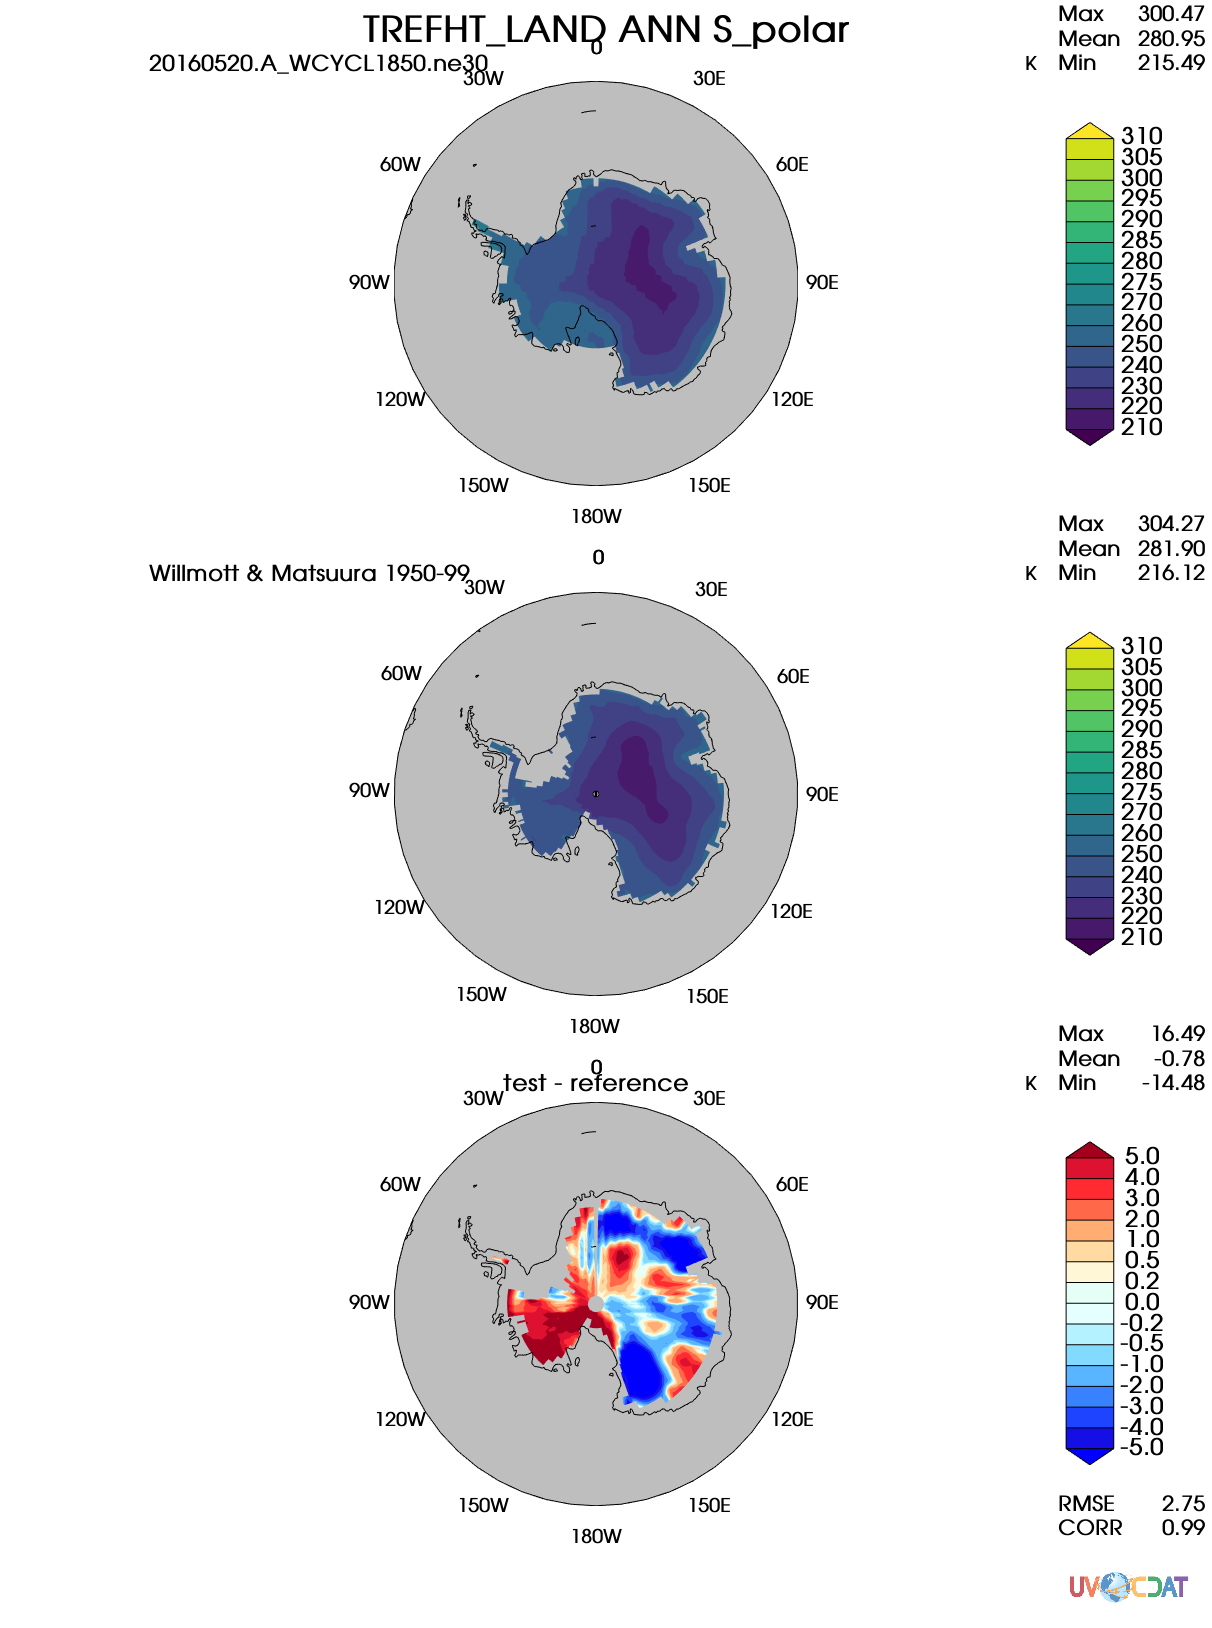 TREFHT_LAND ANN S_polar
20160520.A_WCYCL1850.ne30
Max 300.47
Mean 280.95
K Min 215.49
0
30W 30E
60W 60E
90W 90E
120W 120E
150W 150E
180W
310
305
300
295
290
285
280
275
270
260
250
240
230
220
210
Willmott & Matsuura 1950-99
Max 304.27
Mean 281.90
K Min 216.12
0
30W 30E
60W 60E
90W 90E
120W 120E
150W 150E
180W
310
305
300
295
290
285
280
275
270
260
250
240
230
220
210
test - reference
Max 16.49
Mean -0.78
K Min -14.48
0
30W 30E
60W 60E
90W 90E
120W 120E
150W 150E
180W
5.0
4.0
3.0
2.0
1.0
0.5
0.2
0.0
-0.2
-0.5
-1.0
-2.0
-3.0
-4.0
-5.0
RMSE 2.75
CORR 0.99
UV CDAT